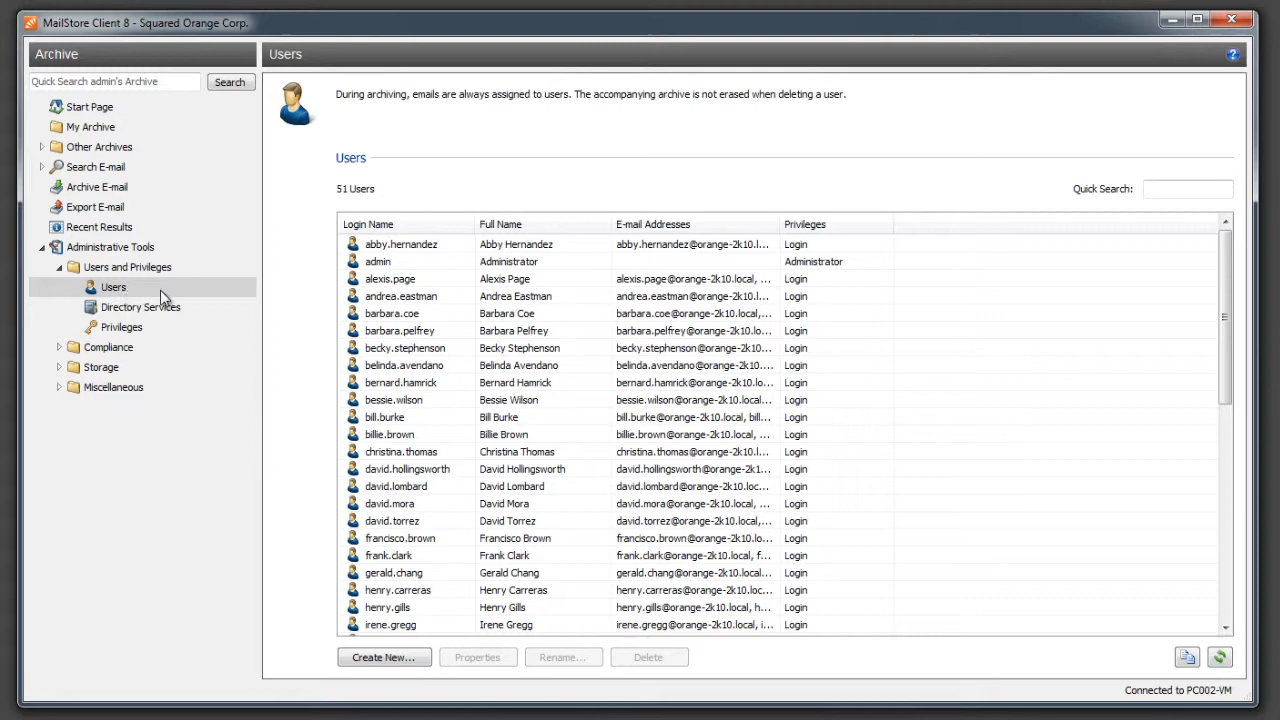 MailStore Client 8 - Squared Orange Corp.
Archive
Users
Quick Search admin's Archive
Search
Start Page
My Archive
Other Archives
Search E-mail
Archive E-mail
Export E-mail
Recent Results
Administrative Tools
Users and Privileges
Users
Directory Services
Privileges
Compliance
Storage
Miscellaneous
During archiving, emails are always assigned to users. The accompanying archive is not erased when deleting a user.
Users
51 Users
Quick Search:
Login Name Full Name E-mail Addresses Privileges
abby.hernandez Abby Hernandez abby.hernandez@orange-2k10.l... Login
admin Administrator Administrator
alexis.page Alexis Page alexis.page@orange-2k10.local,... Login
andrea.eastman Andrea Eastman andrea.eastman@orange-2k10.l... Login
barbara.coe Barbara Coe barbara.coe@orange-2k10.local,... Login
barbara.pelfrey Barbara Pelfrey barbara.pelfrey@orange-2k10.l... Login
becky.stephenson Becky Stephenson becky.stephenson@orange-2k10... Login
belinda.avendano Belinda Avendano belinda.avendano@orange-2k10... Login
bernard.hamrick Bernard Hamrick bernard.hamrick@orange-2k10.l... Login
bessie.wilson Bessie Wilson bessie.wilson@orange-2k10.local,... Login
bill.burke Bill Burke bill.burke@orange-2k10.local, bill... Login
billie.brown Billie Brown billie.brown@orange-2k10.local, ... Login
christina.thomas Christina Thomas christina.thomas@orange-2k10.l... Login
david.hollingsworth David Hollingsworth david.hollingsworth@orange-2k1... Login
david.lombard David Lombard david.lombard@orange-2k10.loc... Login
david.mora David Mora david.mora@orange-2k10.local, ... Login
david.torrez David Torrez david.torrez@orange-2k10.local,... Login
francisco.brown Francisco Brown francisco.brown@orange-2k10.l... Login
frank.clark Frank Clark frank.clark@orange-2k10.local, f... Login
gerald.chang Gerald Chang gerald.chang@orange-2k10.local... Login
henry.carreras Henry Carreras henry.carreras@orange-2k10.loc... Login
henry.gills Henry Gills henry.gills@orange-2k10.local, h... Login
irene.gregg Irene Gregg irene.gregg@orange-2k10.local, i... Login
Create New... Properties Rename... Delete
Connected to PC002-VM